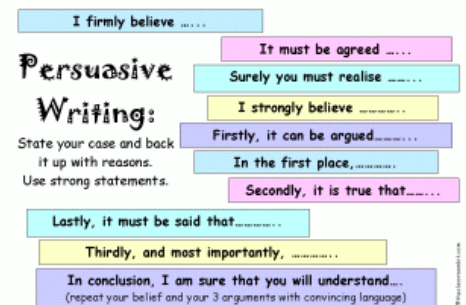 I firmly believe ......
It must be agreed ......
Persuasive
Writing:
Surely you must realise .........
I strongly believe ..............
State your case and back
it up with reasons.
Use strong statements.
Firstly, it can be argued..........
In the first place,..............
Secondly, it is true that.........
Lastly, it must be said that..............
Thirdly, and most importantly, ..............
In conclusion, I am sure that you will understand....
(repeat your belief and your 3 arguments with convincing language)